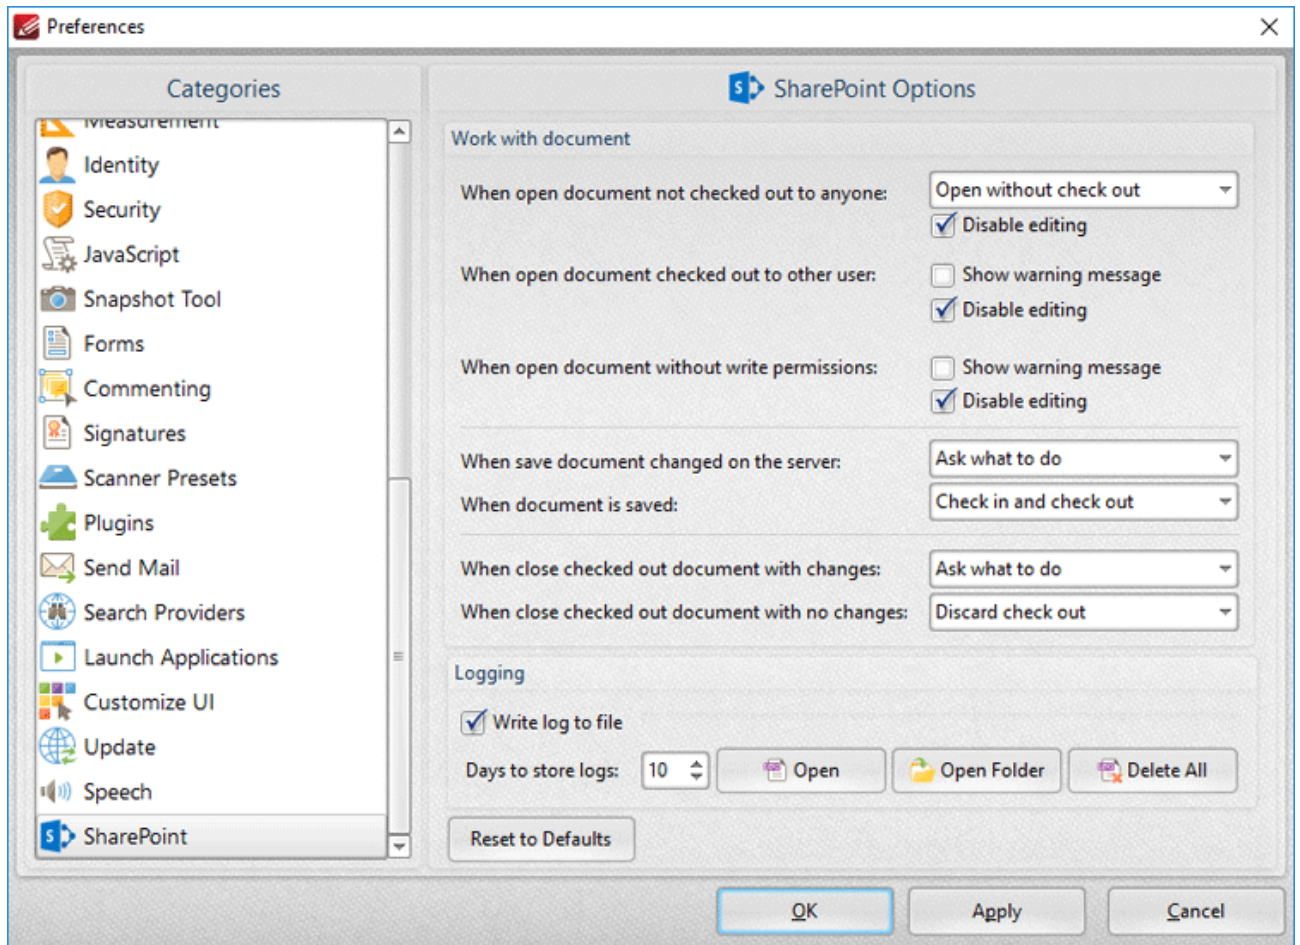 Preferences
Categories
SharePoint Options
Measurement
Identity
Security
JavaScript
Snapshot Tool
Forms
Commenting
Signatures
Scanner Presets
Plugins
Send Mail
Search Providers
Launch Applications
Customize UI
Update
Speech
SharePoint
Work with document
When open document not checked out to anyone: Open without check out
Disable editing
When open document checked out to other user: Show warning message
Disable editing
When open document without write permissions: Show warning message
Disable editing
When save document changed on the server: Ask what to do
When document is saved: Check in and check out
When close checked out document with changes: Ask what to do
When close checked out document with no changes: Discard check out
Logging
Write log to file
Days to store logs: 10 Open Open Folder Delete All
Reset to Defaults
OK Apply Cancel